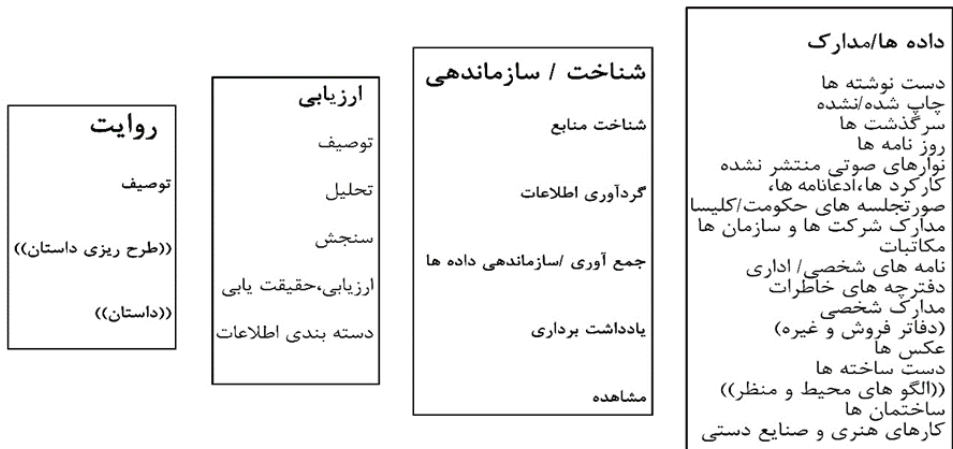 داده ها/مدارک
دست نوشته ها
چاپ شده/نشده
سرگذشت ها
روز نامه ها
نوارهای صوتی منتشر نشده
کارکرد ها،ادعانامه ها،
صورتجلسه های حکومت/کلیسا
مدارک شرکت ها و سازمان ها
مکاتبات
نامه های شخصی/ اداری
دفترچه های خاطرات
مدارک شخصی
(دفاتر فروش و غیره)
عکس ها
دست ساخته ها
((الگو های محیط و منظر))
ساختمان ها
کارهای هنری و صنایع دستی
شناخت / سازماندهی
شناخت منابع
گردآوری اطلاعات
جمع آوری /سازماندهی داده ها
یادداشت برداری
مشاهده
ارزیابی
توصیف
تحلیل
سنجش
ارزیابی،حقیقت یابی
دسته بندی اطلاعات
روایت
توصیف
((طرح ریزی داستان))
((داستان))